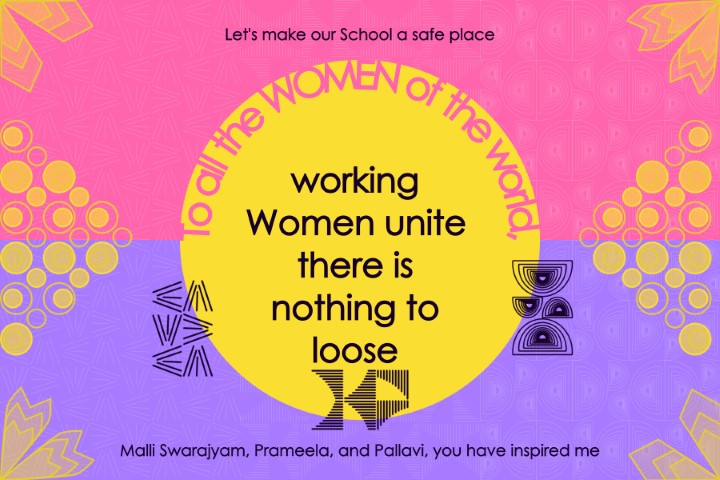 Let's make our School a safe place
To all the WOMEN of the world,
working
Women unite
there is
nothing to
loose
Malli Swarajyam, Prameela, and Pallavi, you have inspired me